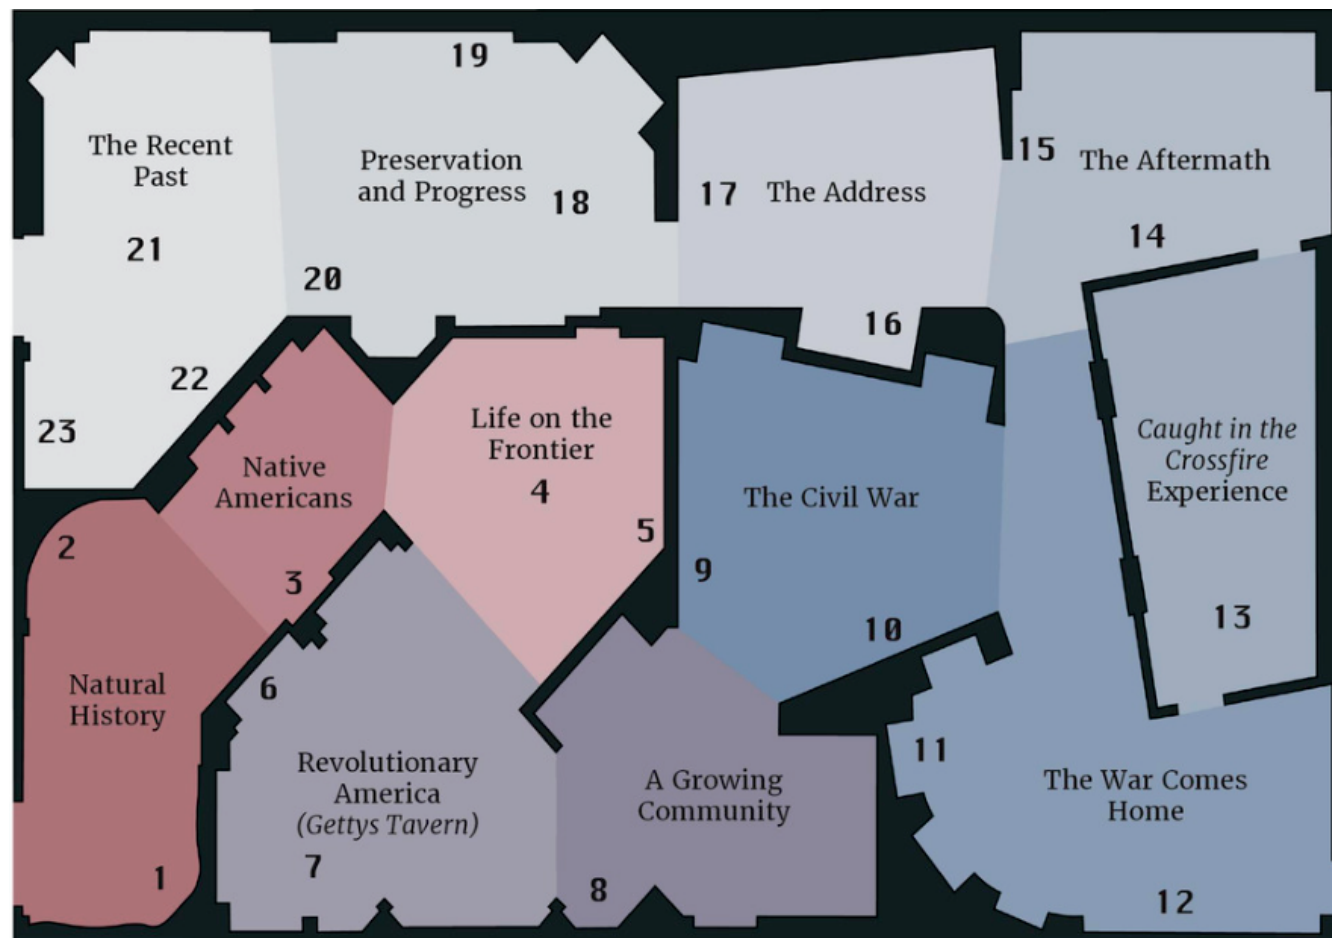 19
The Recent
Past
Preservation
and Progress
18
17
The Address
15
The Aftermath
14
21
20
16
22
23
Life on the
Frontier
4
Native
Americans
The Civil War
Caught in the
Crossfire
Experience
2
3
5
9
10
13
Natural
History
6
Revolutionary
America
(Gettys Tavern)
A Growing
Community
11
The War Comes
Home
1
7
8
12